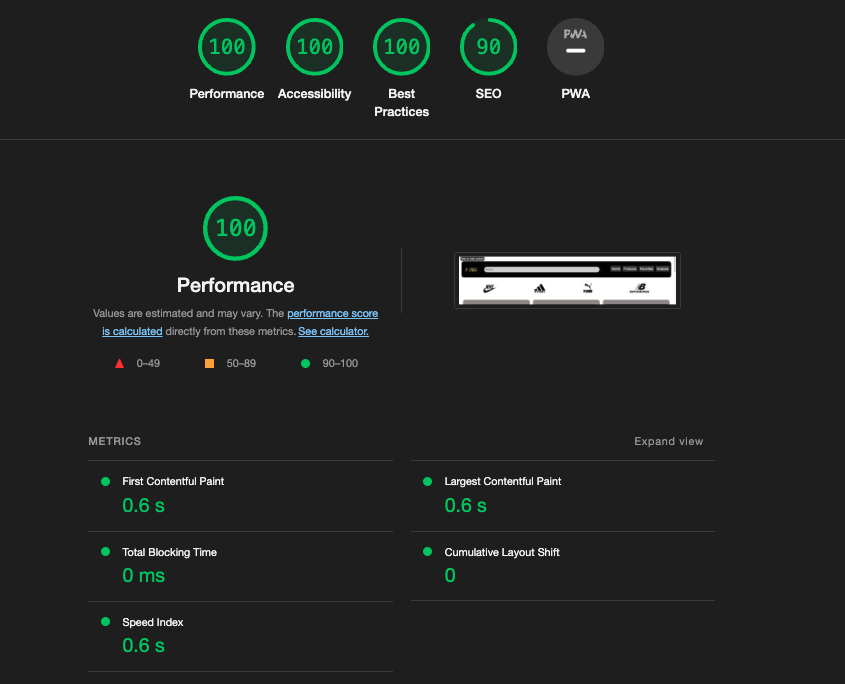 100
100
100
90
PWA
Performance
Accessibility
Best
Practices
SEO
PWA
100
Performance
Values are estimated and may vary. The performance score
is calculated directly from these metrics. See calculator.
0–49
50–89
90–100
METRICS
Expand view
First Contentful Paint
0.6 s
Largest Contentful Paint
0.6 s
Total Blocking Time
0 ms
Cumulative Layout Shift
0
Speed Index
0.6 s